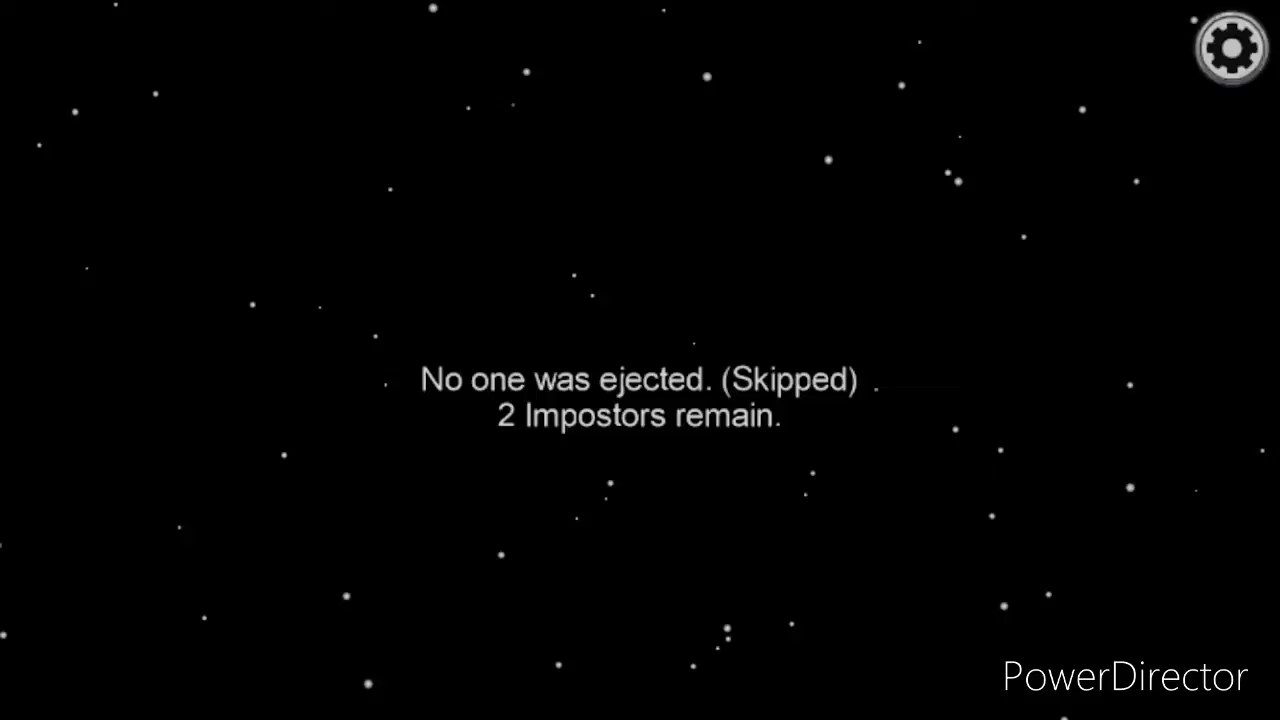 No one was ejected. (Skipped)
2 Impostors remain.
PowerDirector